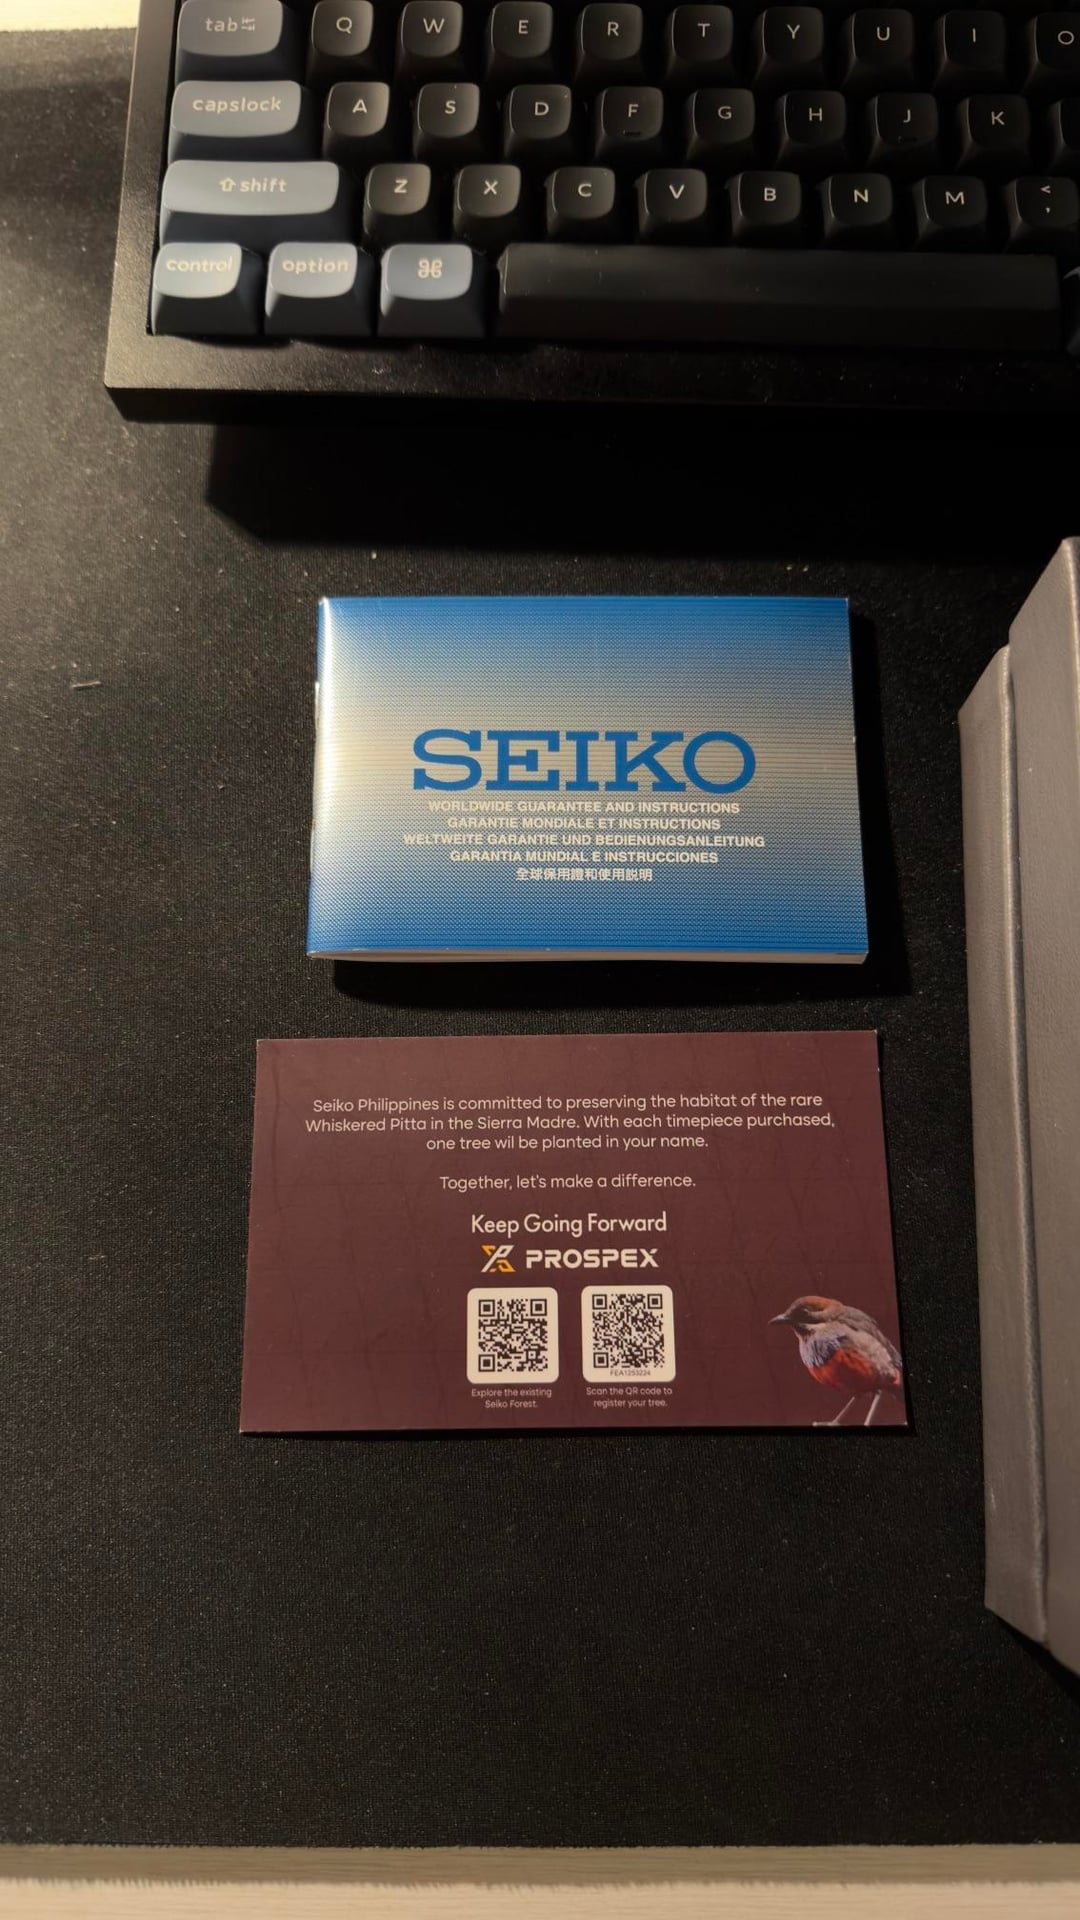 tab
Q W E R T Y U I O
capslock A S D F G H J K
shift Z X C V B N M < ,
control option ⌘
SEIKO
WORLDWIDE GUARANTEE AND INSTRUCTIONS
GARANTIE MONDIALE ET INSTRUCTIONS
WELTWEITE GARANTIE UND BEDIENUNGSANLEITUNG
GARANTIA MUNDIAL E INSTRUCCIONES
全球保用證和使用説明
Seiko Philippines is committed to preserving the habitat of the rare
Whiskered Pitta in the Sierra Madre. With each timepiece purchased,
one tree wil be planted in your name.
Together, let's make a difference.
Keep Going Forward
PROSPEX
FEA1253224
Explore the existing
Seiko Forest.
Scan the QR code to
register your tree.